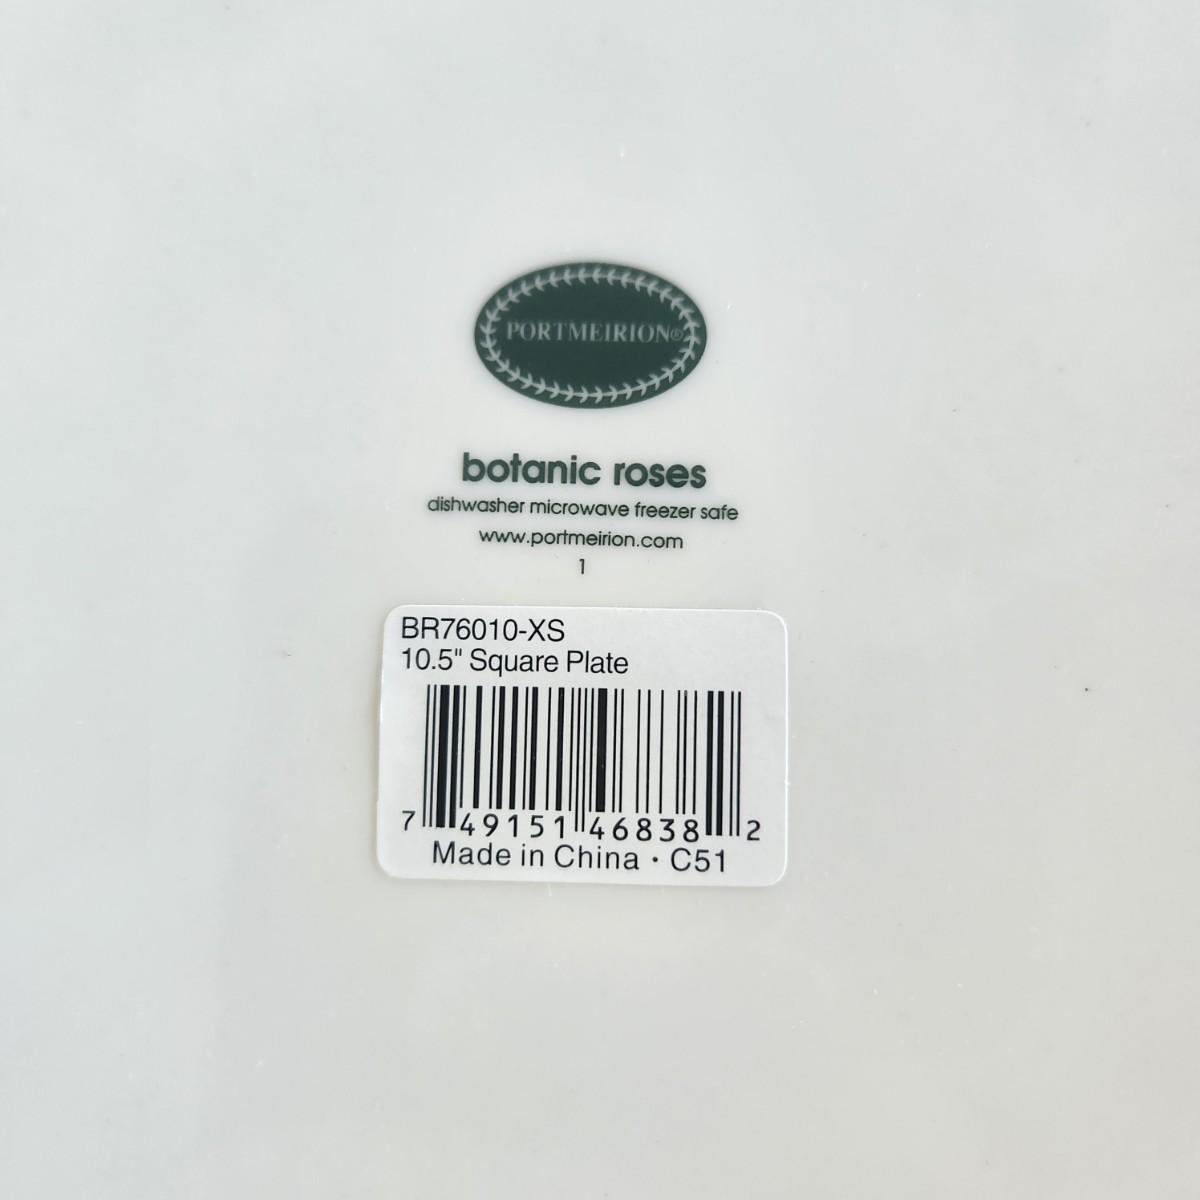 PORTMEIRION®
botanic roses
dishwasher microwave freezer safe
www.portmeirion.com
1
BR76010-XS
10.5" Square Plate
7 49151 46838 2
Made in China · C51